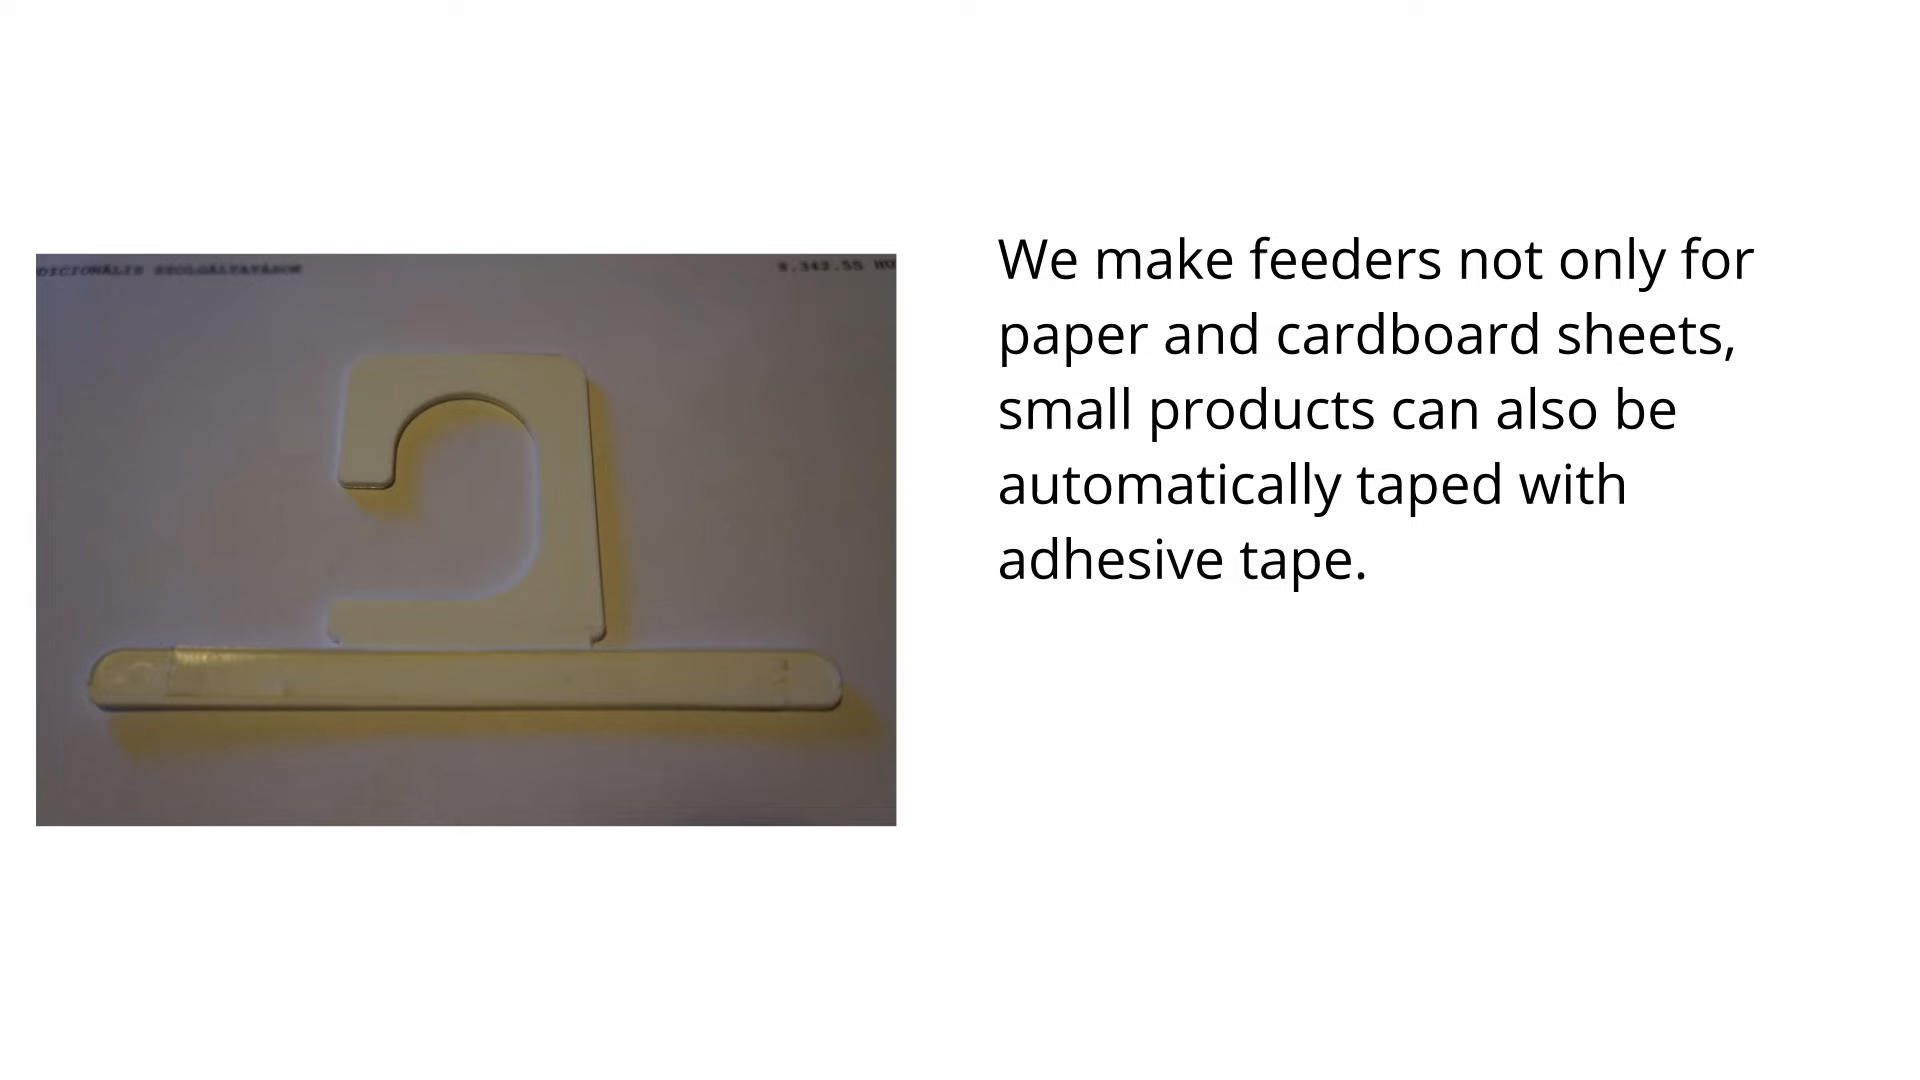 We make feeders not only for
paper and cardboard sheets,
small products can also be
automatically taped with
adhesive tape.